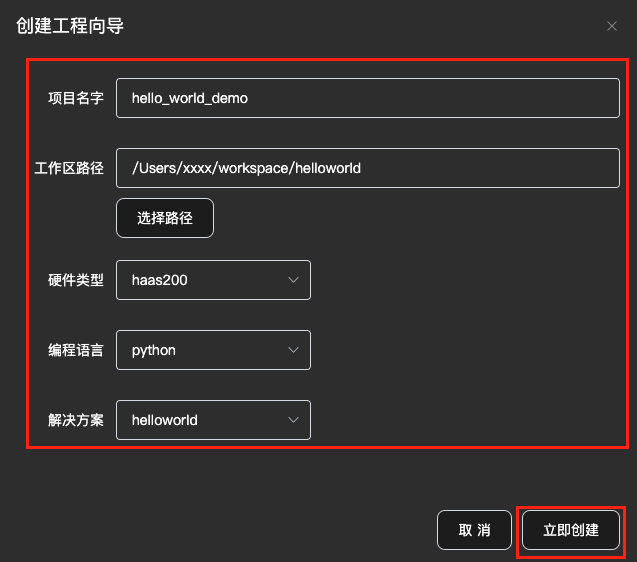 创建工程向导
项目名字 hello_world_demo
工作区路径 /Users/xxxx/workspace/helloworld
选择路径
硬件类型 haas200
编程语言 python
解决方案 helloworld
取 消 立即创建